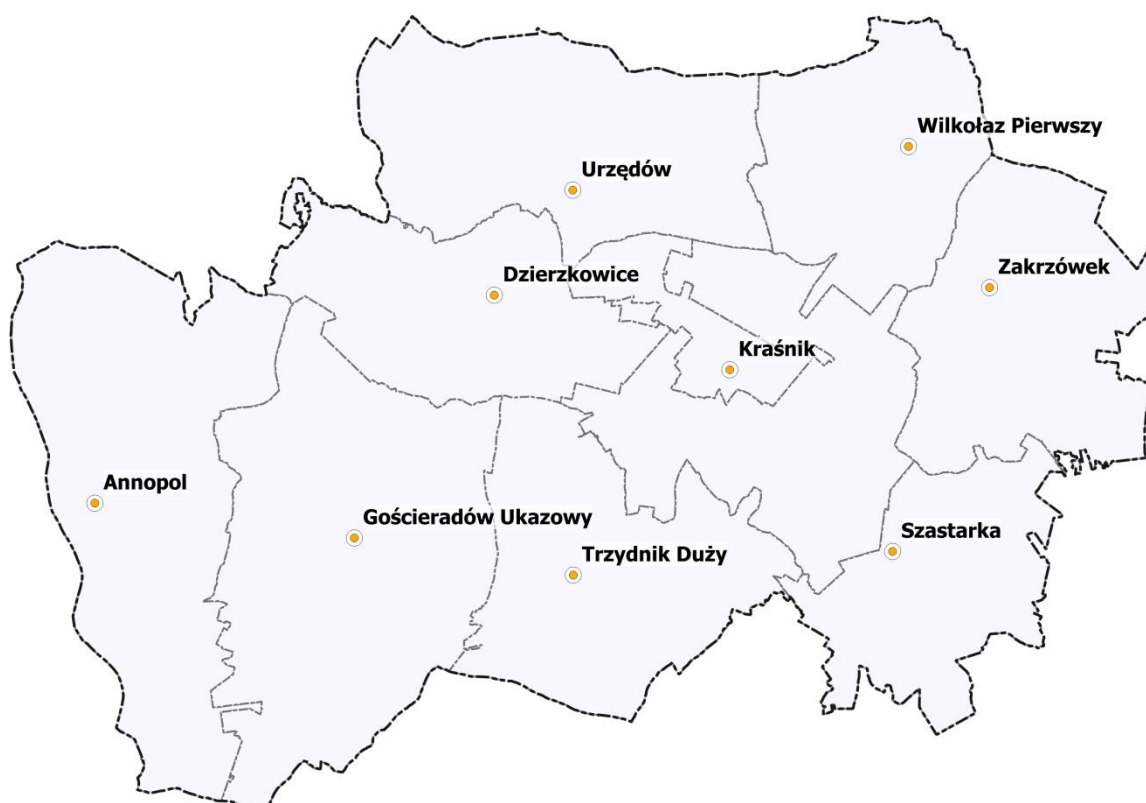 Wilkołaz Pierwszy
Urzędów
Dzierzkowice
Zakrzówek
Kraśnik
Annopol
Gościeradów Ukazowy
Trzydnik Duży
Szastarka